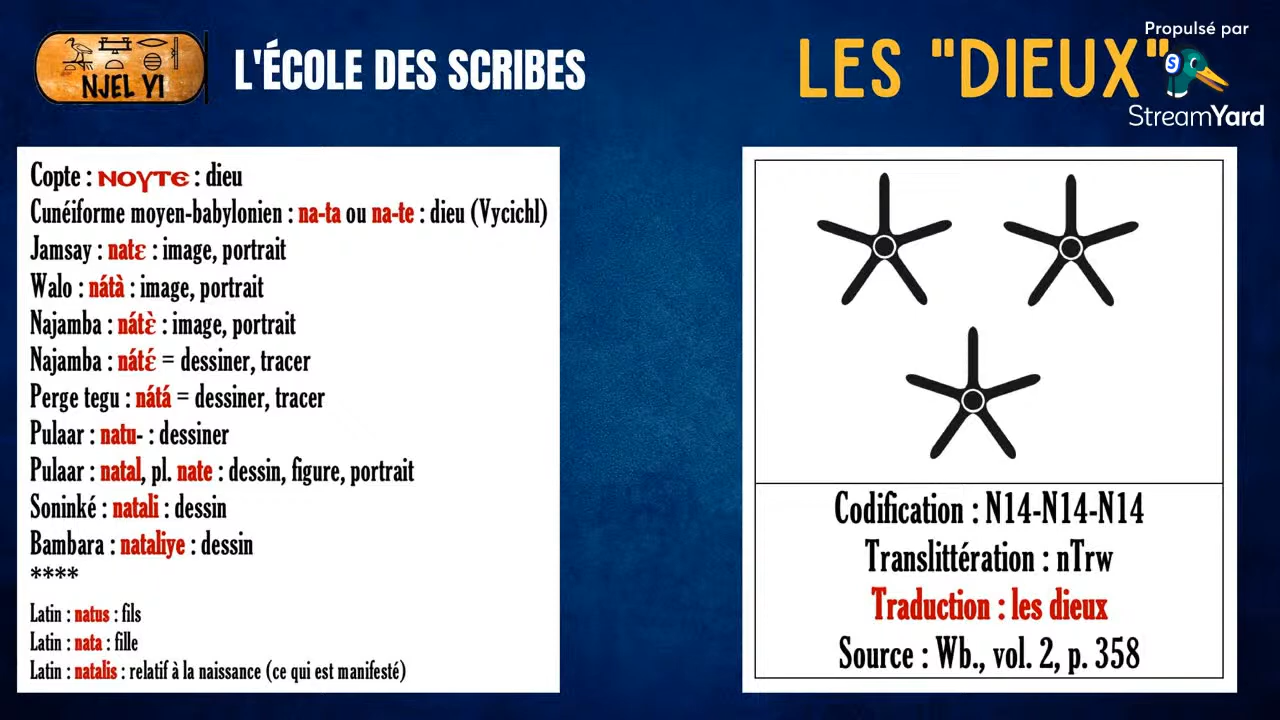 NJEL YI
L'ÉCOLE DES SCRIBES
LES "DIEUX"
Propulsé par
StreamYard
Copte : ⲛⲟⲩⲧⲉ : dieu
Cunéiforme moyen-babylonien : na-ta ou na-te : dieu (Vycichl)
Jamsay : natɛ : image, portrait
Walo : nátà : image, portrait
Najamba : nátɛ̀ : image, portrait
Najamba : nátɛ́ = dessiner, tracer
Perge tegu : nátá = dessiner, tracer
Pulaar : natu- : dessiner
Pulaar : natal, pl. nate : dessin, figure, portrait
Soninké : natali : dessin
Bambara : nataliye : dessin
****
Latin : natus : fils
Latin : nata : fille
Latin : natalis : relatif à la naissance (ce qui est manifesté)
Codification : N14-N14-N14
Translittération : nTrw
Traduction : les dieux
Source : Wb., vol. 2, p. 358